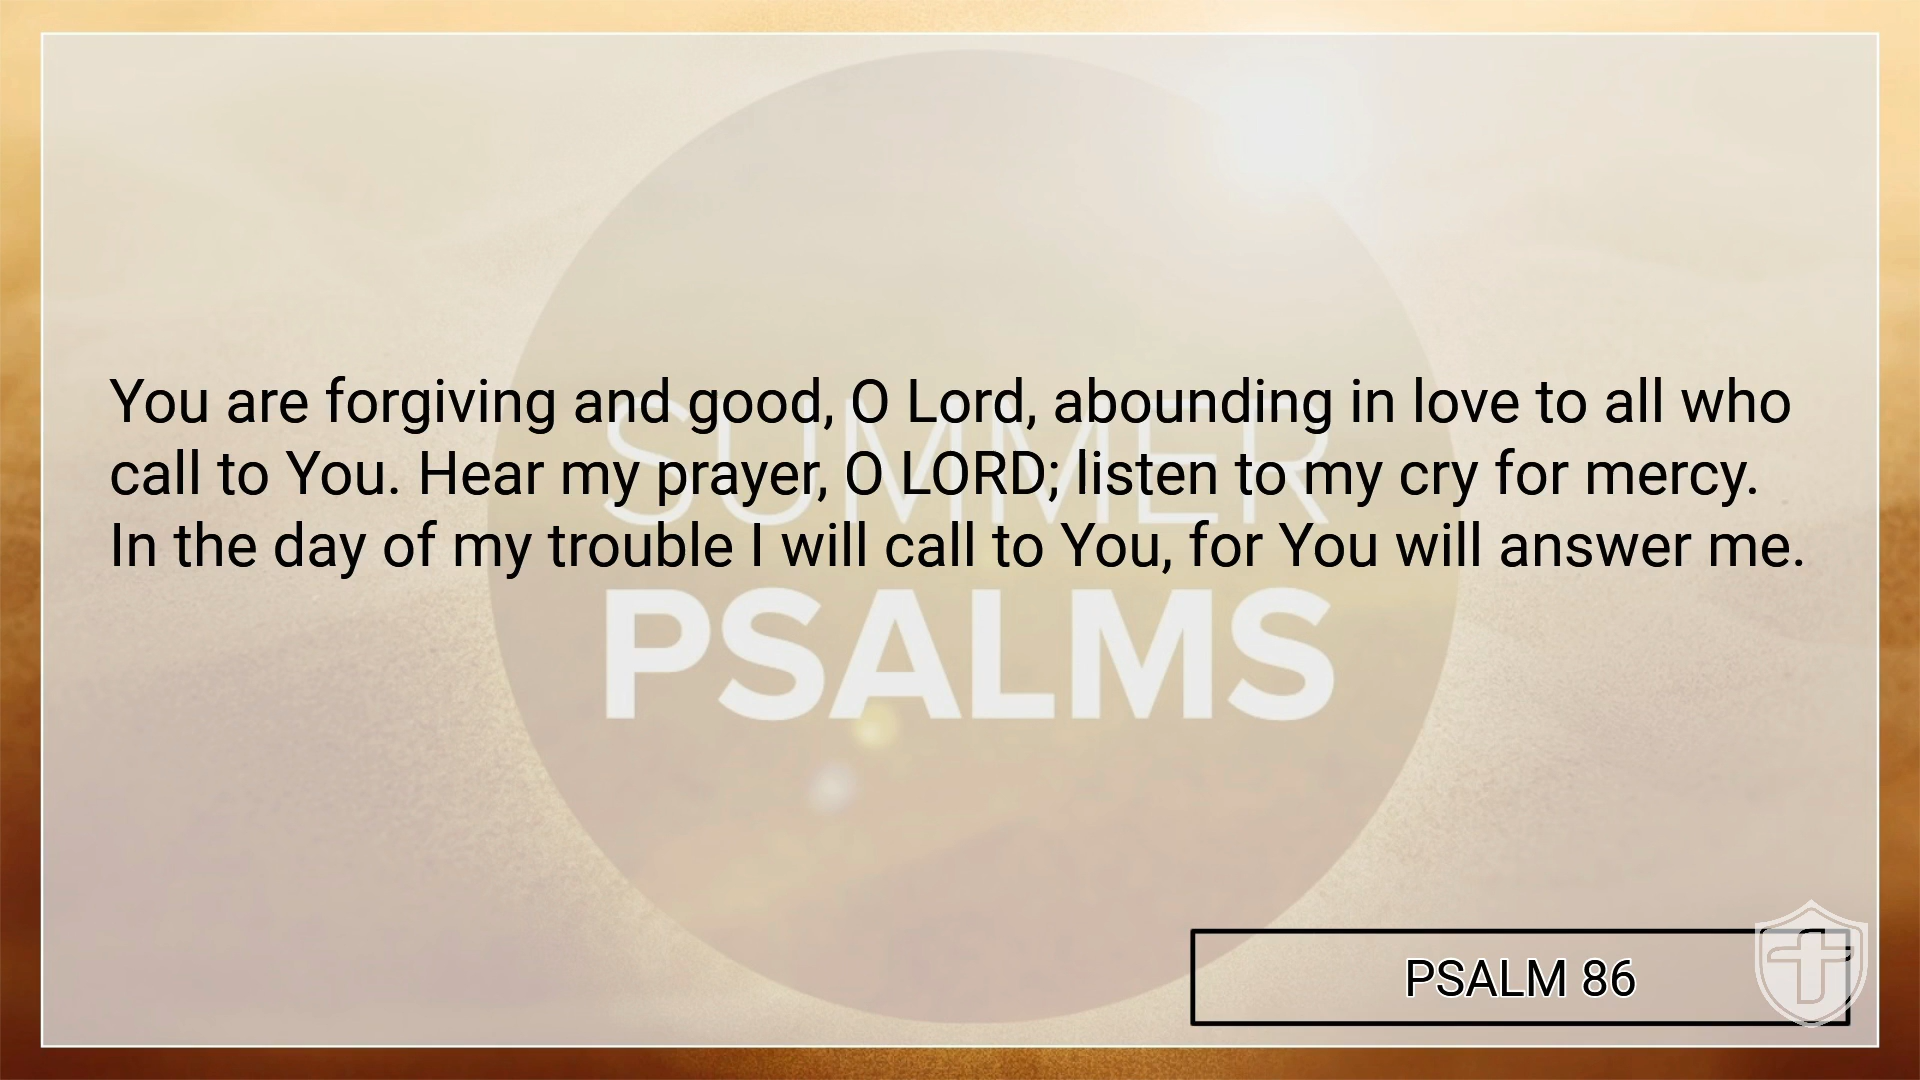 You are forgiving and good, O Lord, abounding in love to all who
call to You. Hear my prayer, O LORD; listen to my cry for mercy.
In the day of my trouble I will call to You, for You will answer me.
SUMMER
PSALMS
PSALM 86